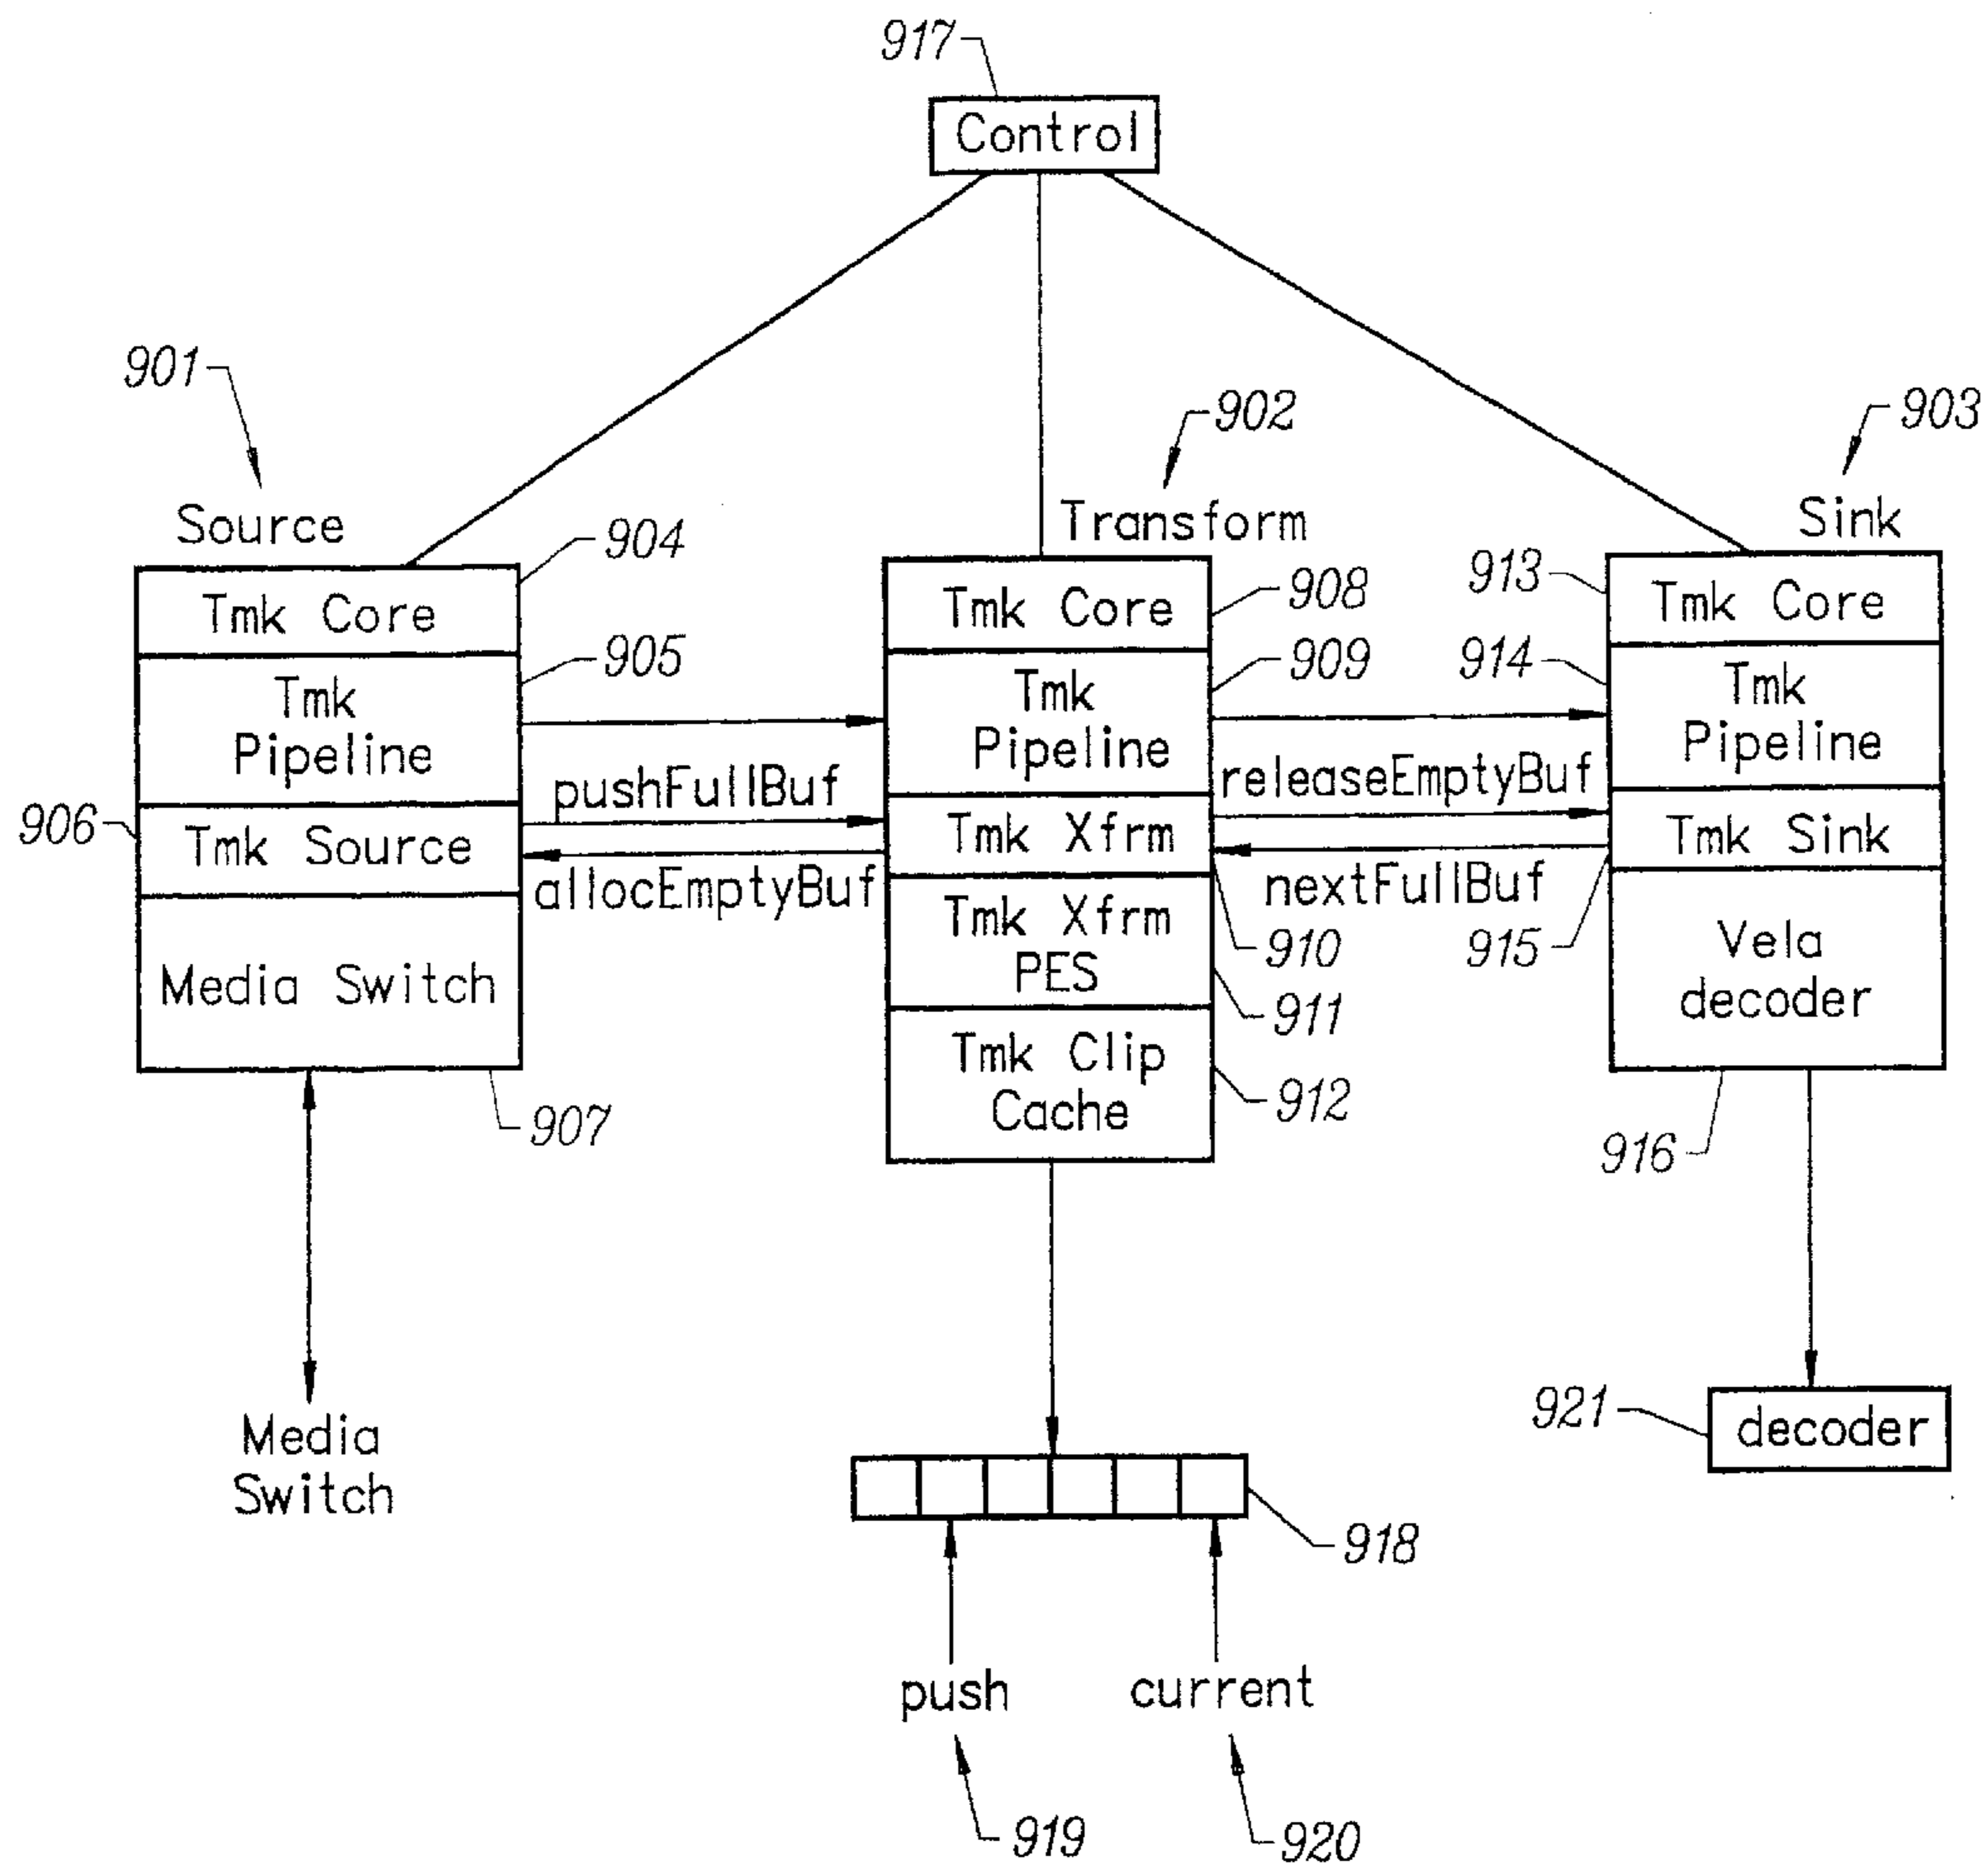 917
Control
901
902
903
Source
Transform
Sink
904
Tmk Core
908
Tmk Core
913
Tmk Core
905
Tmk
Pipeline
909
Tmk
Pipeline
914
Tmk
Pipeline
pushFullBuf
releaseEmptyBuf
906
Tmk Source
Tmk Xfrm
Tmk Sink
allocEmptyBuf
nextFullBuf
910
915
Media Switch
Tmk Xfrm
PES
911
Vela
decoder
907
Tmk Clip
Cache
912
916
Media
Switch
921
decoder
918
push
current
919
920